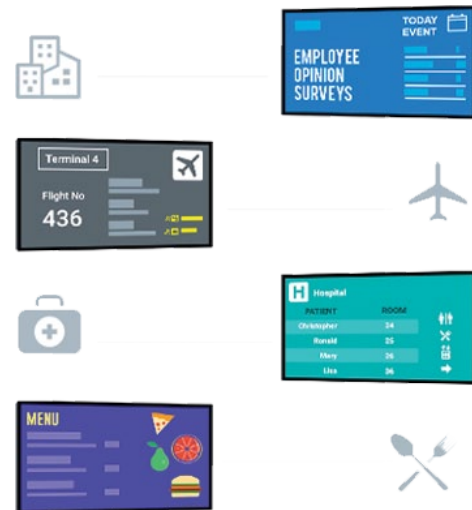 TODAY
EVENT
EMPLOYEE
OPINION
SURVEYS
Terminal 4
Flight No
436
H Hospital
PATIENT ROOM
Christopher 24
Ronald 25
Mary 26
Lisa 36
MENU